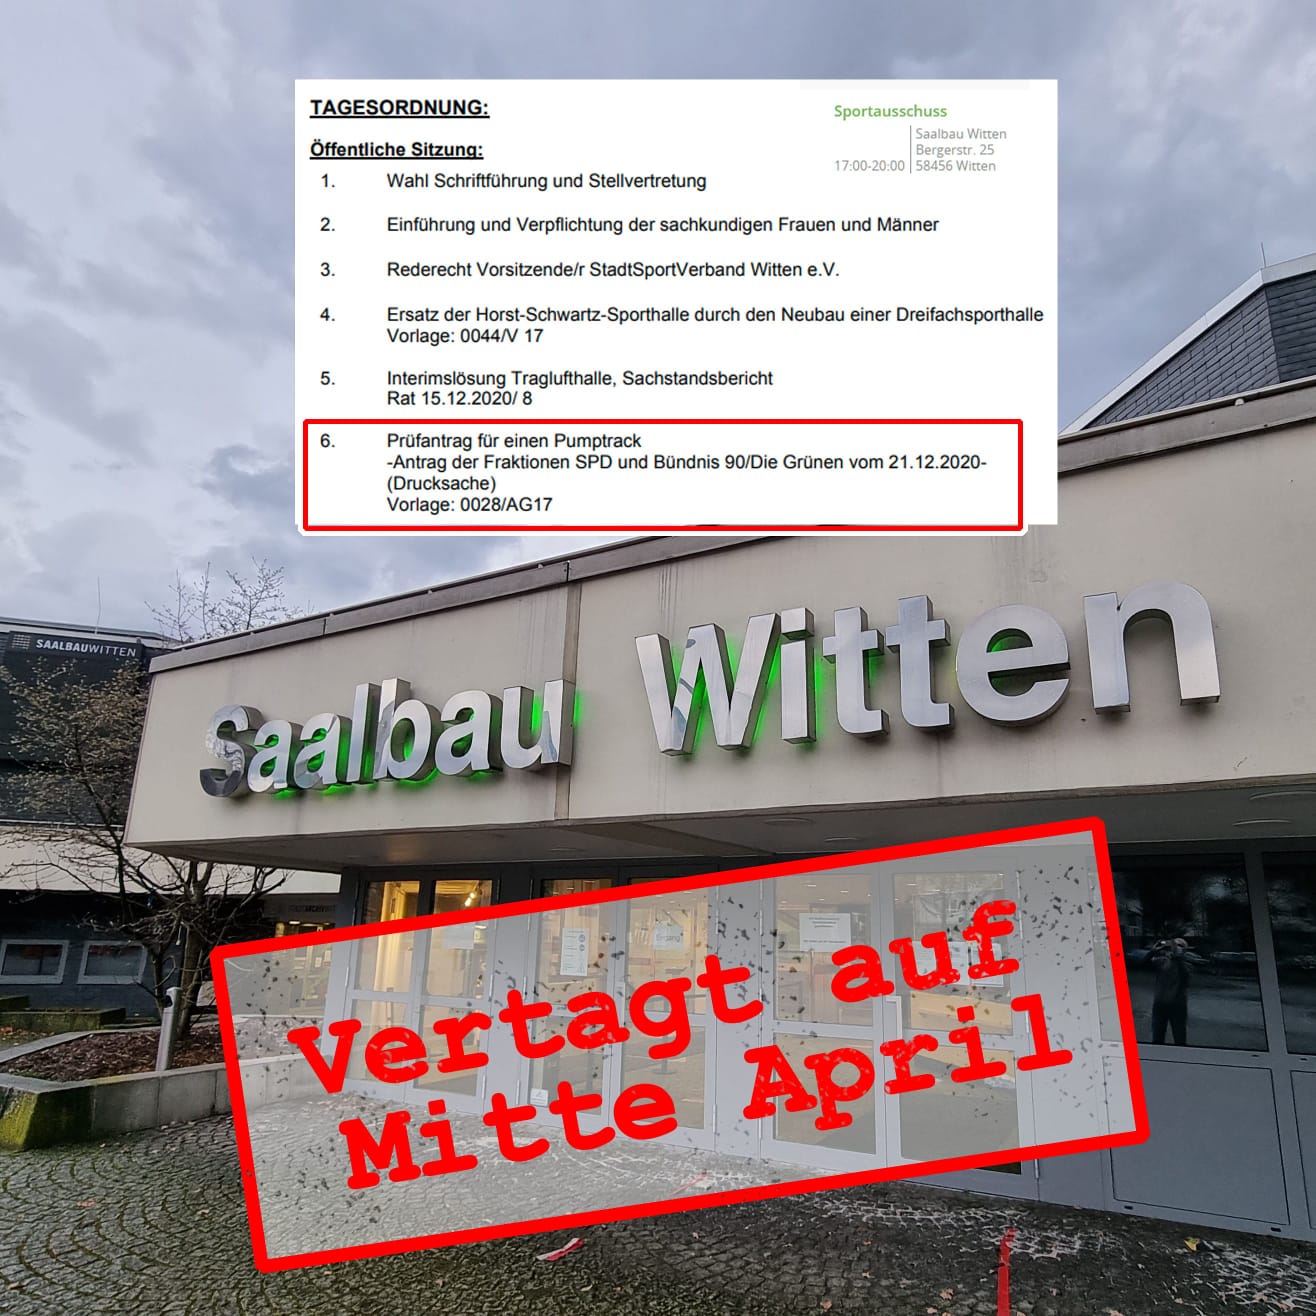 TAGESORDNUNG:
Sportausschuss
Saalbau Witten
Bergerstr. 25
17:00-20:00 58456 Witten
Öffentliche Sitzung:
1. Wahl Schriftführung und Stellvertretung
2. Einführung und Verpflichtung der sachkundigen Frauen und Männer
3. Rederecht Vorsitzende/r StadtSportVerband Witten e.V.
4. Ersatz der Horst-Schwartz-Sporthalle durch den Neubau einer Dreifachsporthalle
Vorlage: 0044/V 17
5. Interimslösung Traglufthalle, Sachstandsbericht
Rat 15.12.2020/ 8
6. Prüfantrag für einen Pumptrack
-Antrag der Fraktionen SPD und Bündnis 90/Die Grünen vom 21.12.2020-
(Drucksache)
Vorlage: 0028/AG17
SAALBAUWITTEN
Saalbau Witten
Eingang
Vertagt auf
Mitte April